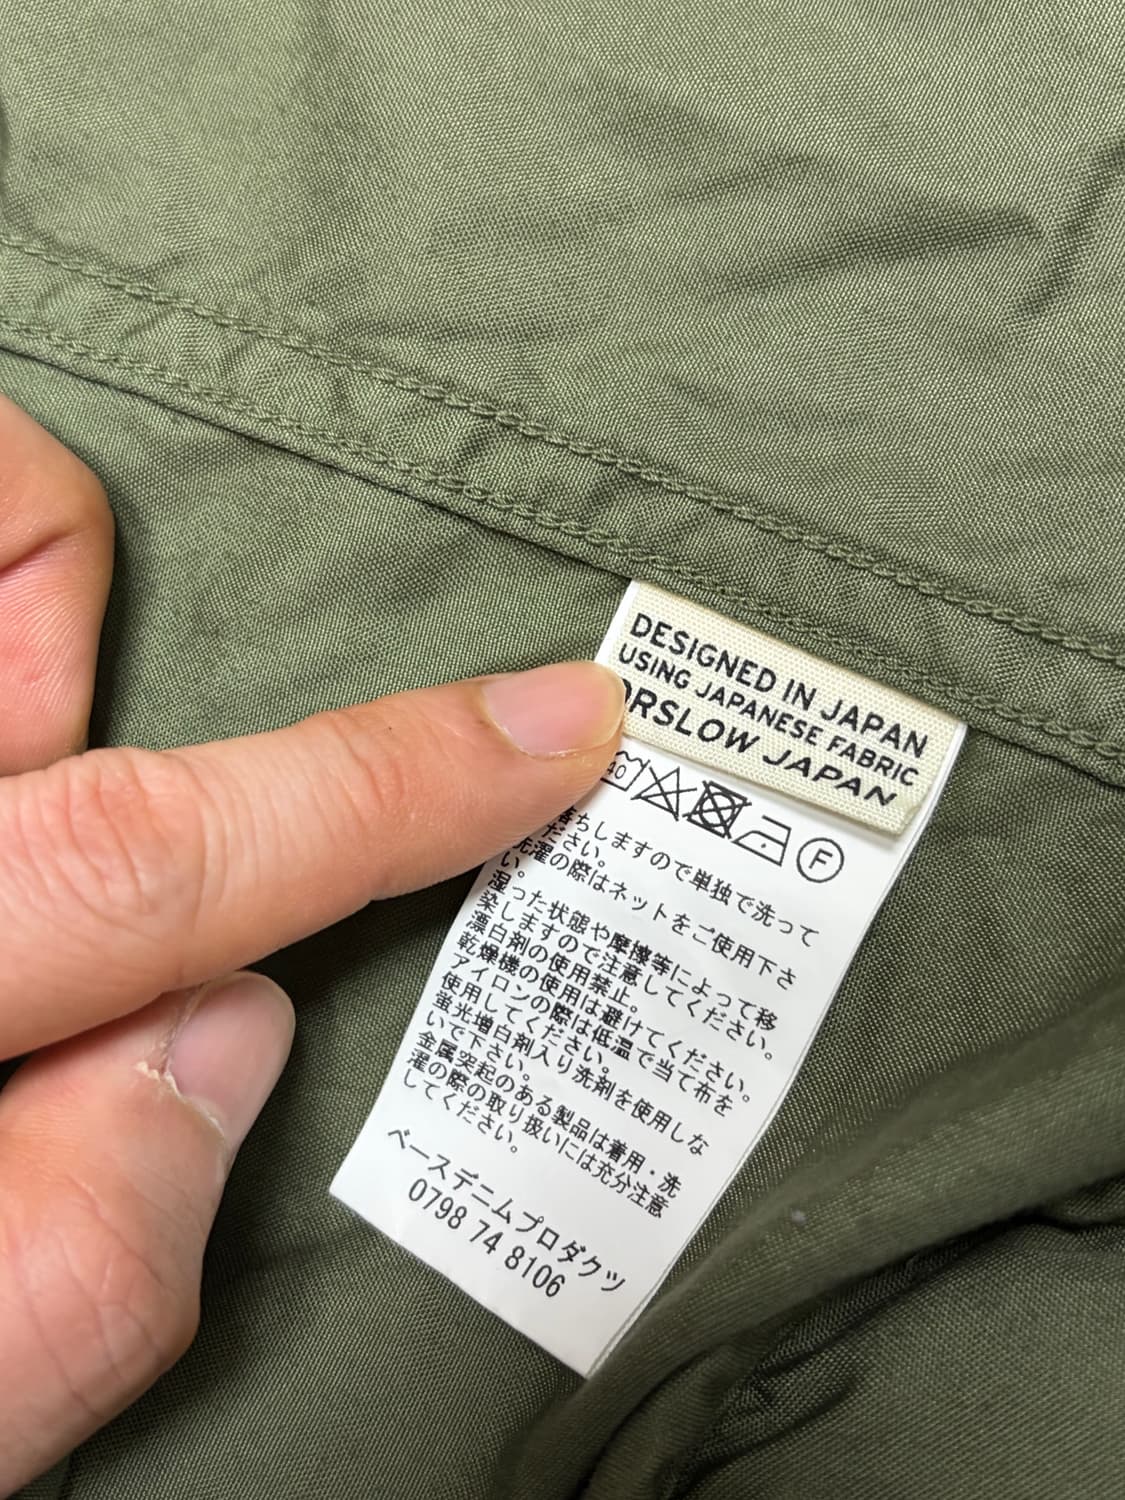 DESIGNED IN JAPAN
USING JAPANESE FABRIC
ORSLOW JAPAN
40
F
落ちしますので単独で洗って
ださい。
洗濯の際はネットをご使用下さ
い。
湿った状態や摩擦等によって移
染しますので注意してください。
漂白剤の使用禁止。
乾燥機の使用は避けてください。
アイロンの際は低温で当て布を
使用してください。
蛍光増白剤入り洗剤を使用しな
いで下さい。
金属突起のある製品は着用・洗
濯の際の取り扱いには充分注意
してください。
ベースデニムプロダクツ
0798 74 8106